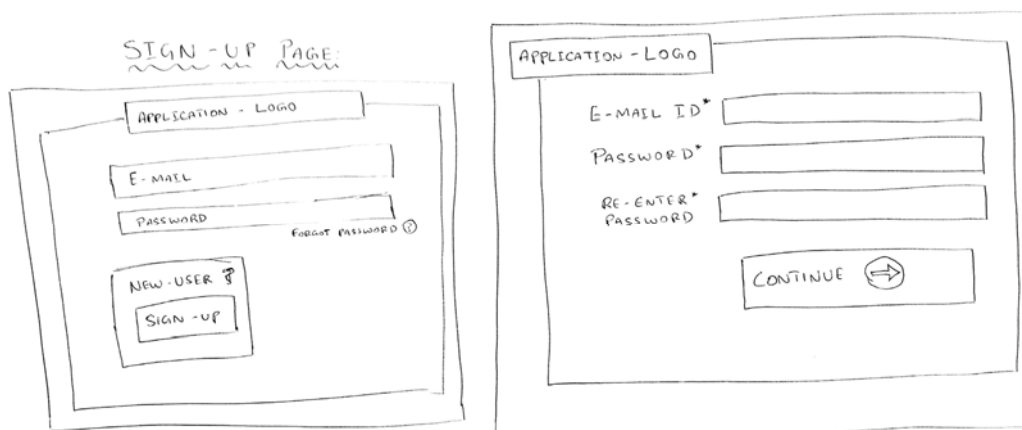 SIGN-UP PAGE:
APPLICATION - LOGO
E-MAIL
PASSWORD
FORGOT PASSWORD ?
NEW-USER ?
SIGN-UP
APPLICATION - LOGO
E-MAIL ID*
PASSWORD*
RE-ENTER*
PASSWORD
CONTINUE